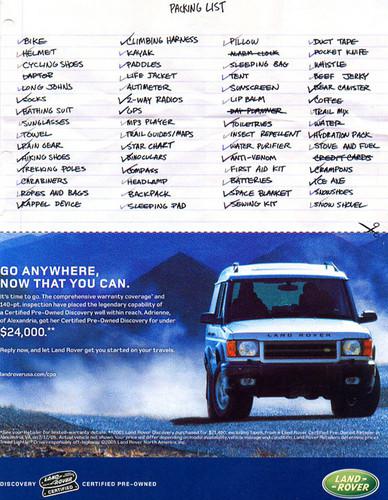 PACKING LIST
BIKE
HELMET
CYCLING SHOES
LAPTOP
LONG JOHNS
SOCKS
BATHING SUIT
SUNGLASSES
TOWEL
RAIN GEAR
HIKING SHOES
TREKKING POLES
CARABINERS
ROPES AND BAGS
RAPPEL DEVICE
CLIMBING HARNESS
KAYAK
PADDLES
LIFE JACKET
ALTIMETER
2-WAY RADIOS
GPS
MP3 PLAYER
TRAIL GUIDES/MAPS
STAR CHART
BINOCULARS
COMPASS
HEADLAMP
BACKPACK
SLEEPING PAD
PILLOW
ALARM CLOCK
SLEEPING BAG
TENT
SUNSCREEN
LIP BALM
DAY PLANNER
TOILETRIES
INSECT REPELLENT
WATER PURIFIER
ANTI-VENOM
FIRST AID KIT
BATTERIES
SPACE BLANKET
SEWING KIT
DUCT TAPE
POCKET KNIFE
WHISTLE
BEEF JERKY
BEAR CANISTER
COFFEE
TRAIL MIX
WATER
HYDRATION PACK
STOVE AND FUEL
CREDIT CARDS
CRAMPONS
ICE AXE
SNOWSHOES
SNOW SHOVEL
GO ANYWHERE,
NOW THAT YOU CAN.
It's time to go. The comprehensive warranty coverage* and
140-pt. inspection have placed the legendary capability of
a Certified Pre-Owned Discovery well within reach. Adrienne,
of Alexandria, got her Certified Pre-Owned Discovery for under
$24,000.**
Reply now, and let Land Rover get you started on your travels.
landroverusa.com/cpo
LAND ROVER
DISCOVERY
CERTIFIED
CERTIFIED PRE-OWNED
LAND-
ROVER